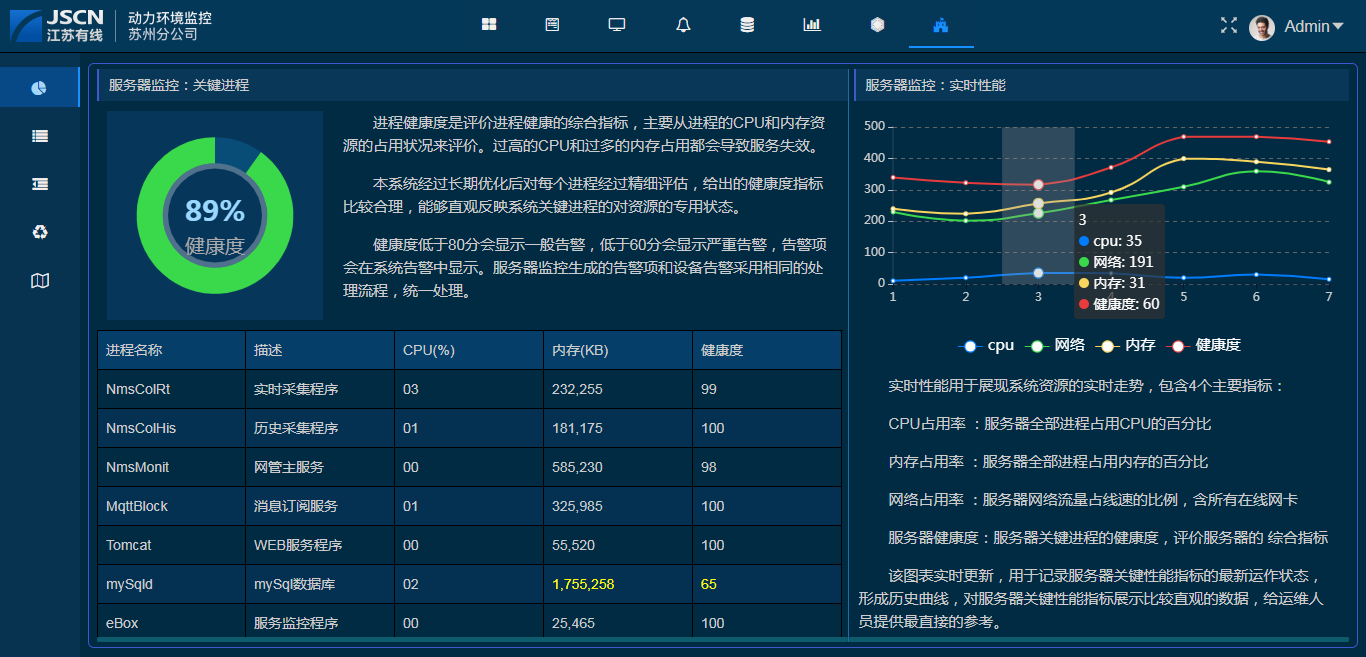 JSCN
江苏有线
动力环境监控
苏州分公司
Admin
服务器监控：关键进程
89%
健康度
进程健康度是评价进程健康的综合指标，主要从进程的CPU和内存资
源的占用状况来评价。过高的CPU和过多的内存占用都会导致服务失效。
本系统经过长期优化后对每个进程经过精细评估，给出的健康度指标
比较合理，能够直观反映系统关键进程的对资源的专用状态。
健康度低于80分会显示一般告警，低于60分会显示严重告警，告警项
会在系统告警中显示。服务器监控生成的告警项和设备告警采用相同的处
理流程，统一处理。
进程名称 描述 CPU(%) 内存(KB) 健康度
NmsColRt 实时采集程序 03 232,255 99
NmsColHis 历史采集程序 01 181,175 100
NmsMonit 网管主服务 00 585,230 98
MqttBlock 消息订阅服务 01 325,985 100
Tomcat WEB服务程序 00 55,520 100
mySqld mySql数据库 02 1,755,258 65
eBox 服务监控程序 00 25,465 100
服务器监控：实时性能
500
400
300
200
100
0
1 2 3 5 6 7
3
cpu: 35
网络: 191
内存: 31
健康度: 60
cpu 网络 内存 健康度
实时性能用于展现系统资源的实时走势，包含4个主要指标：
CPU占用率 ：服务器全部进程占用CPU的百分比
内存占用率 ：服务器全部进程占用内存的百分比
网络占用率 ：服务器网络流量占线速的比例，含所有在线网卡
服务器健康度：服务器关键进程的健康度，评价服务器的 综合指标
该图表实时更新，用于记录服务器关键性能指标的最新运作状态，
形成历史曲线，对服务器关键性能指标展示比较直观的数据，给运维人
员提供最直接的参考。